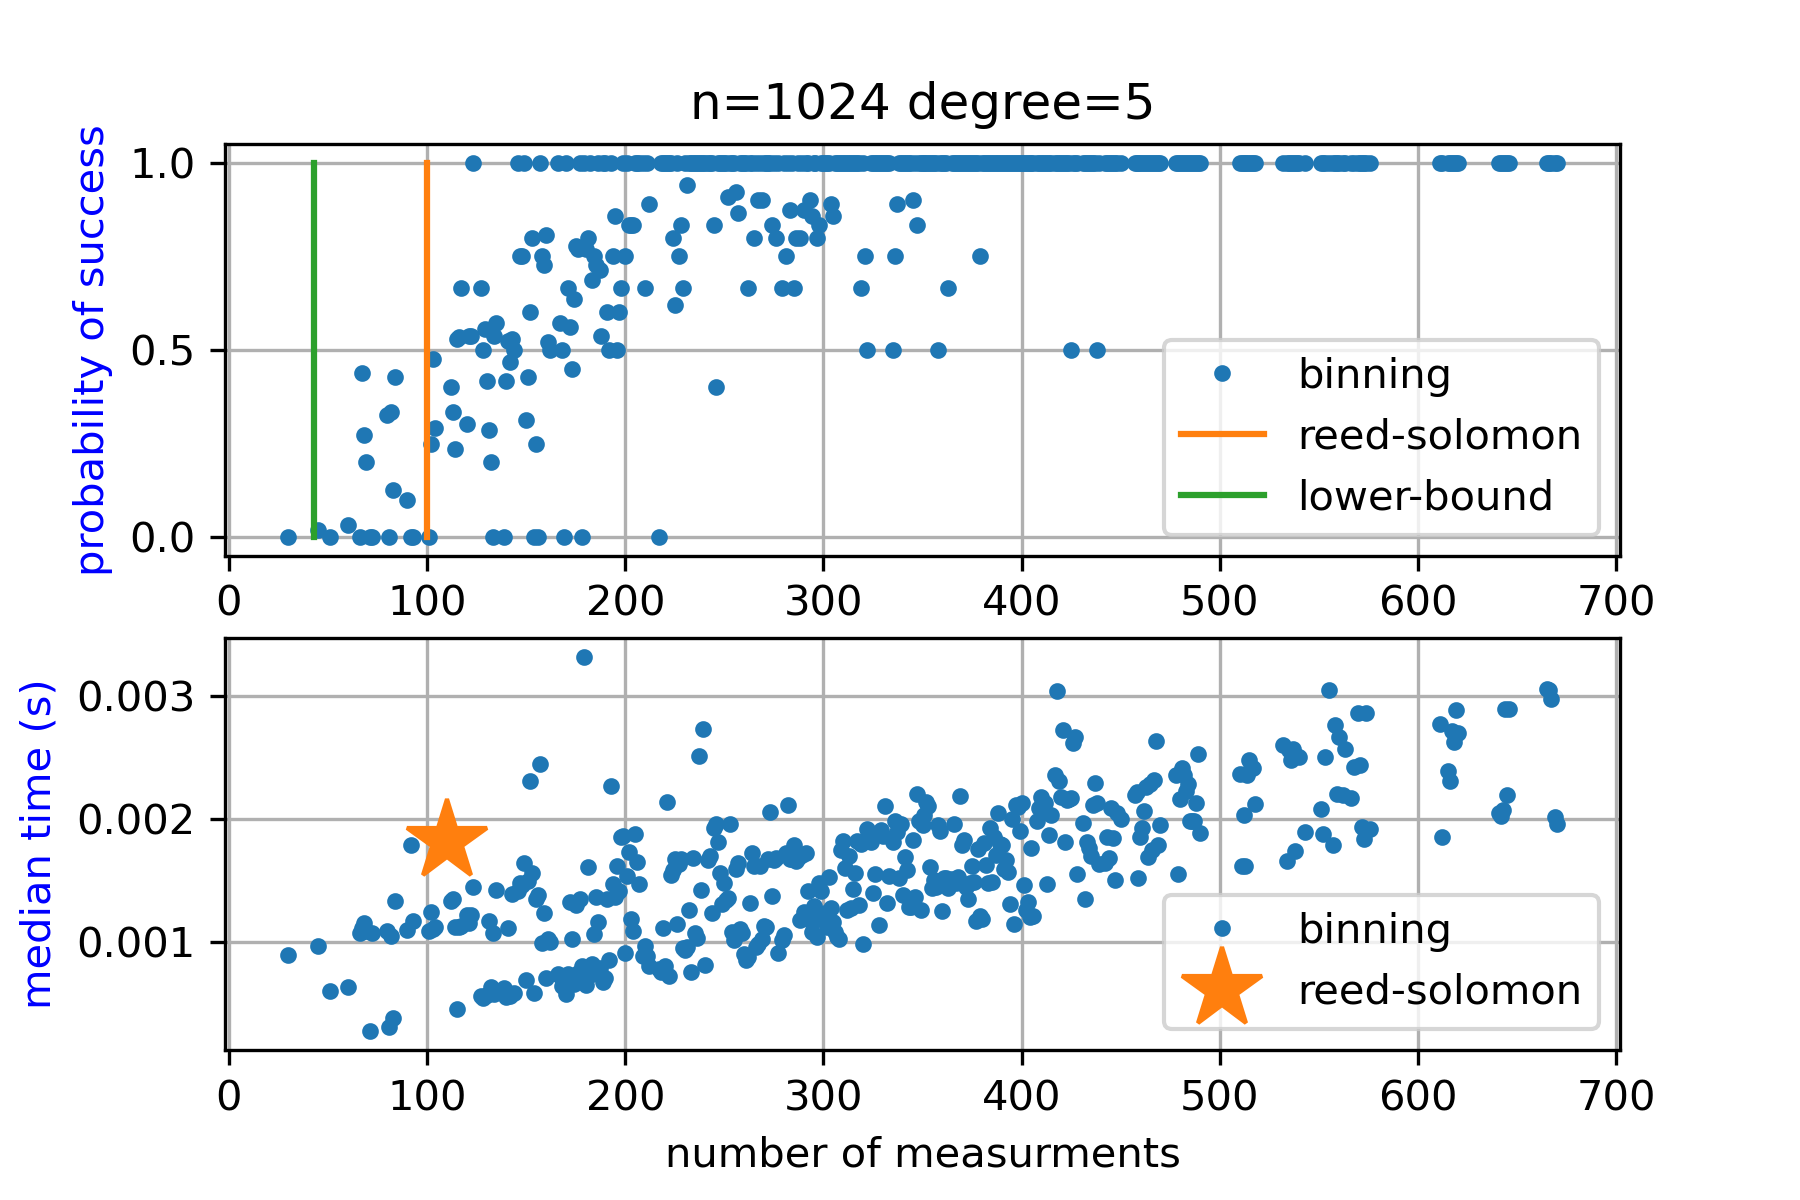 n=1024 degree=5
probability of success
1.0
0.5
0.0
binning
reed-solomon
lower-bound
0 100 200 300 400 500 600 700
median time (s)
0.003
0.002
0.001
binning
reed-solomon
0 100 200 300 400 500 600 700
number of measurments